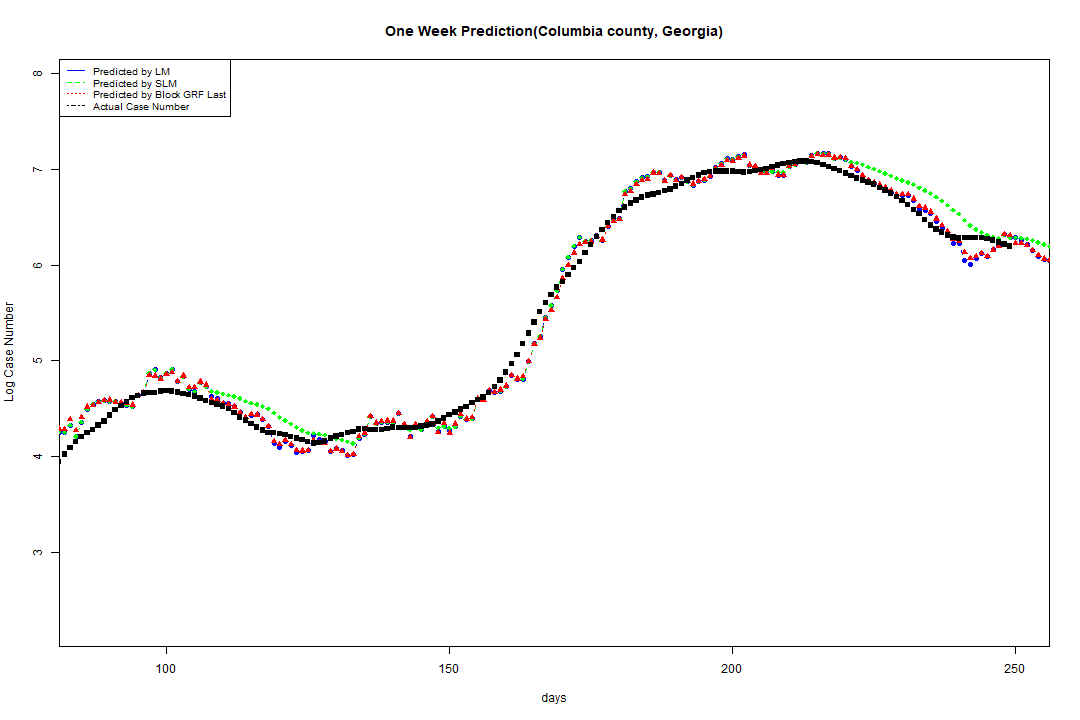 One Week Prediction(Columbia county, Georgia)
Predicted by LM
Predicted by SLM
Predicted by Block GRF Last
Actual Case Number
8
7
6
5
4
3
Log Case Number
100
150
200
250
days